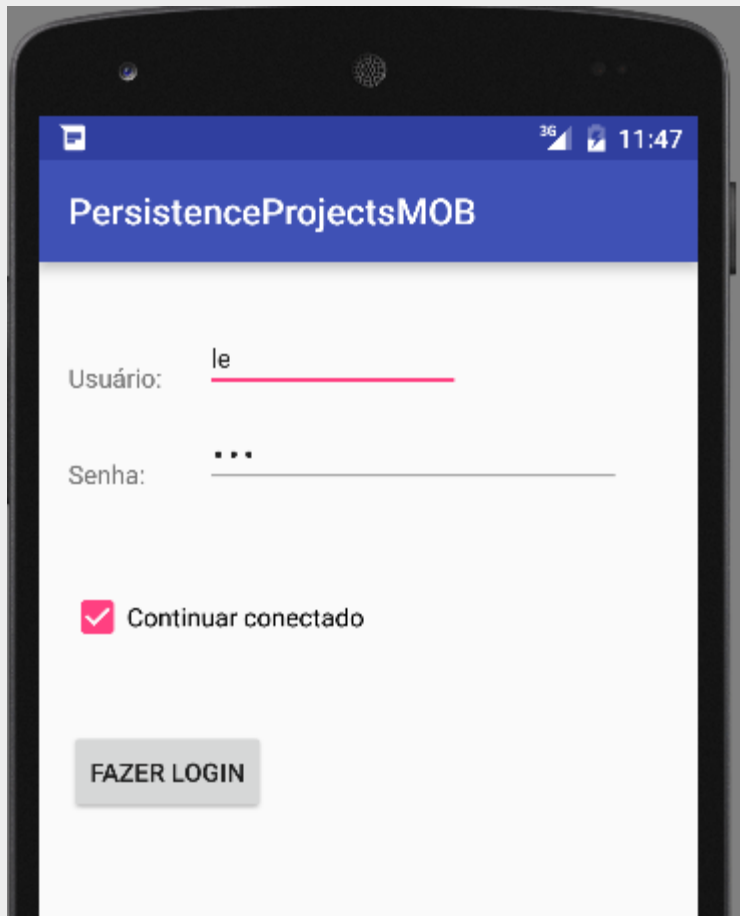 3G 11:47
PersistenceProjectsMOB
Usuário: le
Senha: •••
Continuar conectado
FAZER LOGIN